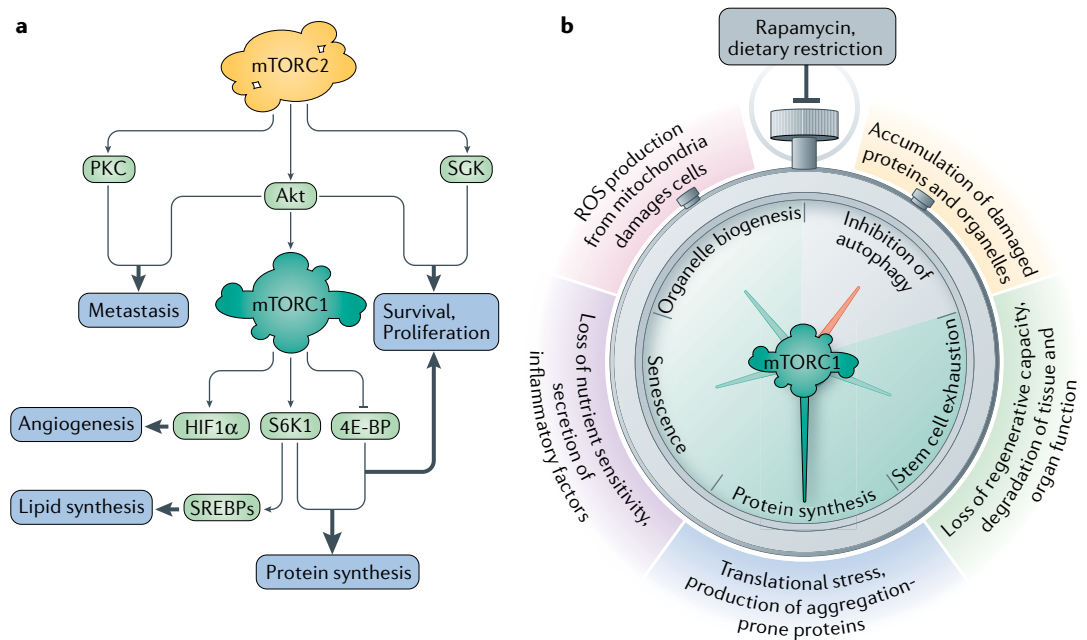 a
mTORC2
PKC
SGK
Akt
Metastasis
mTORC1
Survival,
Proliferation
Angiogenesis
HIF1α
S6K1
4E-BP
Lipid synthesis
SREBPs
Protein synthesis
b
Rapamycin,
dietary restriction
ROS production
from mitochondria
damages cells
Accumulation of damaged
proteins and organelles
Organelle biogenesis
Inhibition of
autophagy
mTORC1
Senescence
Stem cell exhaustion
Protein synthesis
Loss of nutrient sensitivity,
secretion of
inflammatory factors
Loss of regenerative capacity,
degradation of tissue and
organ function
Translational stress,
production of aggregation-
prone proteins